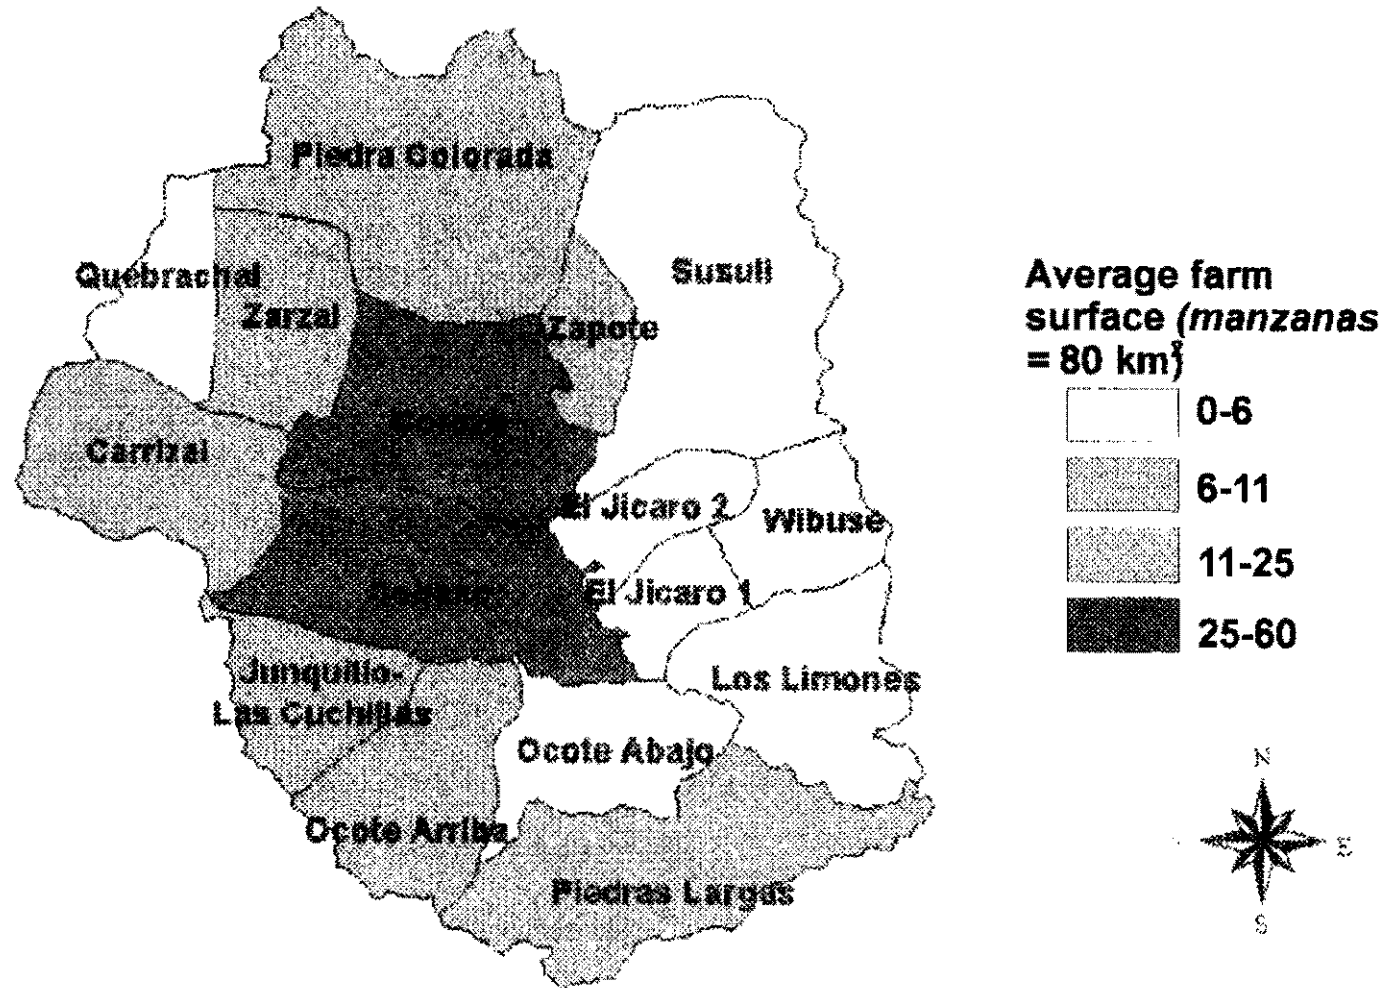 Piedra Colorada
Quebrachal
Zarzal
Susuli
Zapote
Carrizal
El Jicaro 2
Wibuse
El Jicaro 1
Junquillo-
Las Cuchillas
Los Limones
Ocote Abajo
Ocote Arriba
Piedras Largas
Average farm
surface (manzanas
= 80 km²)
0-6
6-11
11-25
25-60
N
E
S